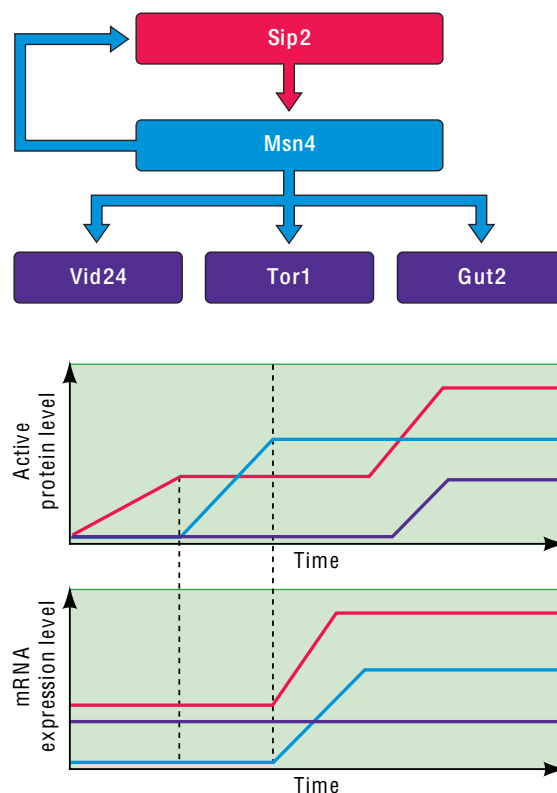 Sip2
Msn4
Vid24 Tor1 Gut2
Active
protein level
Time
mRNA
expression level
Time